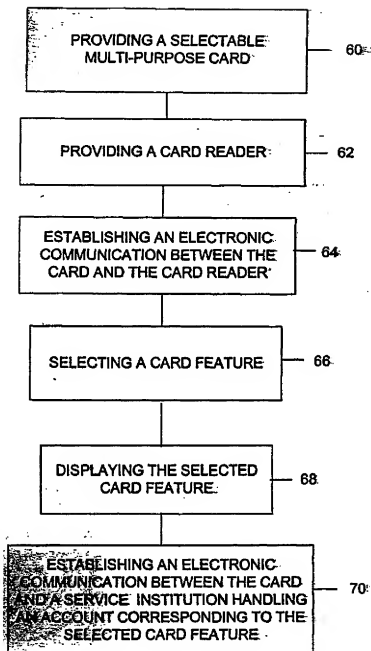 PROVIDING A SELECTABLE
MULTI-PURPOSE CARD
60
PROVIDING A CARD READER
62
ESTABLISHING AN ELECTRONIC
COMMUNICATION BETWEEN THE
CARD AND THE CARD READER
64
SELECTING A CARD FEATURE
66
DISPLAYING THE SELECTED
CARD FEATURE
68
ESTABLISHING AN ELECTRONIC
COMMUNICATION BETWEEN THE CARD
AND A SERVICE INSTITUTION HANDLING
AN ACCOUNT CORRESPONDING TO THE
SELECTED CARD FEATURE
70